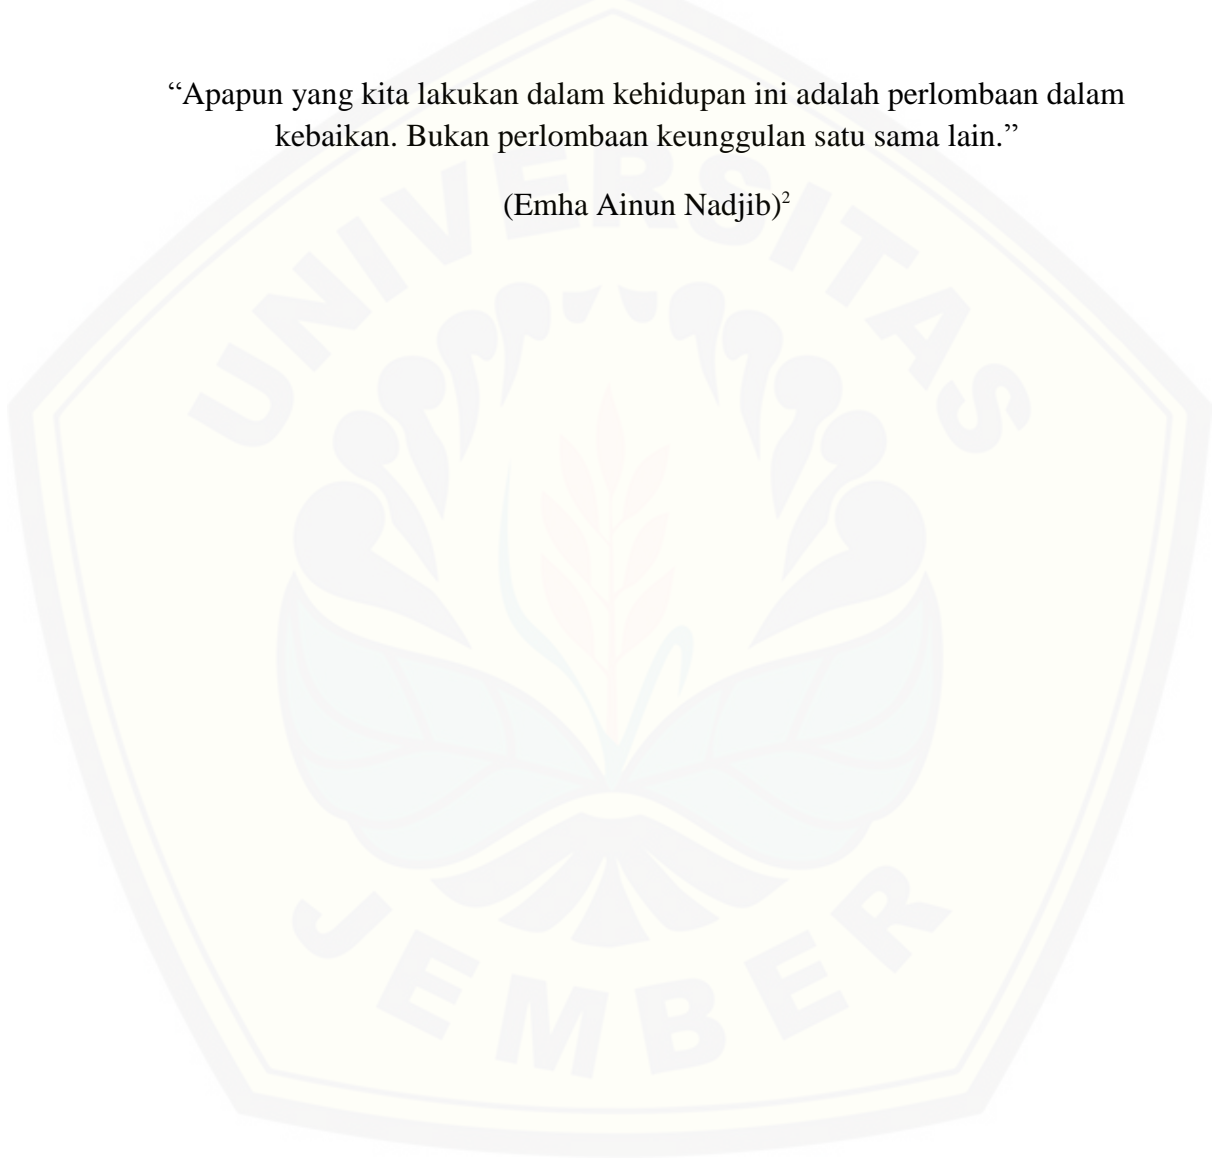 “Apapun yang kita lakukan dalam kehidupan ini adalah perlombaan dalam
kebaikan. Bukan perlombaan keunggulan satu sama lain.”
(Emha Ainun Nadjib)²
UNIVERSITAS
JEMBER